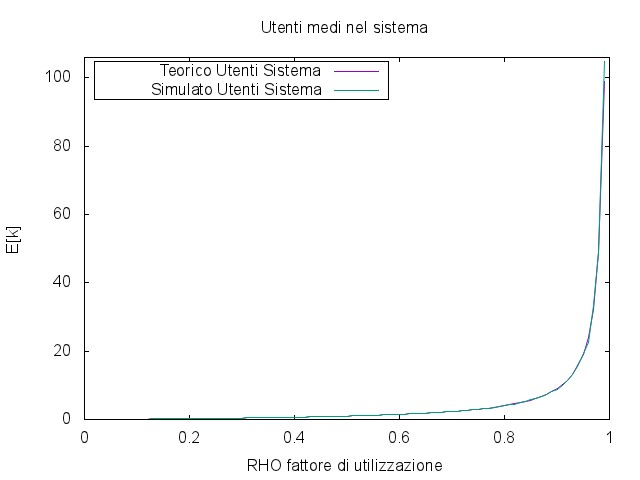 Utenti medi nel sistema
Teorico Utenti Sistema
Simulato Utenti Sistema
100
80
60
40
20
0
E[k]
0 0.2 0.4 0.6 0.8 1
RHO fattore di utilizzazione